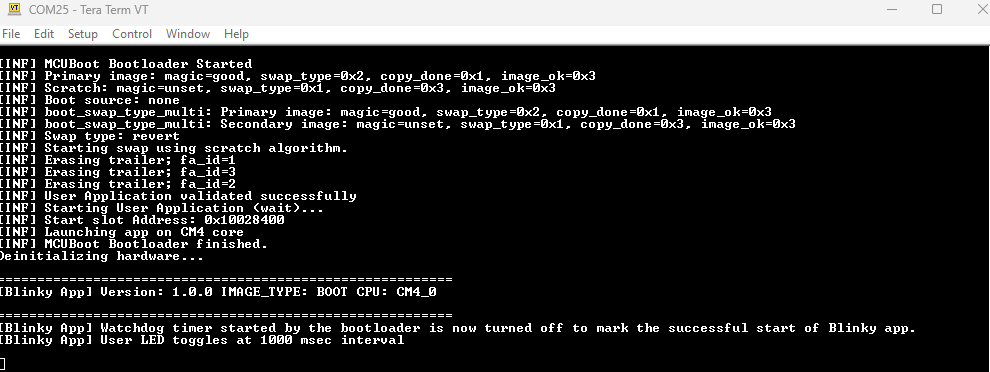 COM25 - Tera Term VT
File Edit Setup Control Window Help
[INF] MCUBoot Bootloader Started
[INF] Primary image: magic=good, swap_type=0x2, copy_done=0x1, image_ok=0x3
[INF] Scratch: magic=unset, swap_type=0x1, copy_done=0x3, image_ok=0x3
[INF] Boot source: none
[INF] boot_swap_type_multi: Primary image: magic=good, swap_type=0x2, copy_done=0x1, image_ok=0x3
[INF] boot_swap_type_multi: Secondary image: magic=unset, swap_type=0x1, copy_done=0x3, image_ok=0x3
[INF] Swap type: revert
[INF] Starting swap using scratch algorithm.
[INF] Erasing trailer; fa_id=1
[INF] Erasing trailer; fa_id=3
[INF] Erasing trailer; fa_id=2
[INF] User Application validated successfully
[INF] Starting User Application (wait)...
[INF] Start slot Address: 0x10028400
[INF] Launching app on CM4 core
[INF] MCUBoot Bootloader finished.
Deinitializing hardware...
=========================================================
[Blinky App] Version: 1.0.0 IMAGE_TYPE: BOOT CPU: CM4_0
=========================================================
[Blinky App] Watchdog timer started by the bootloader is now turned off to mark the successful start of Blinky app.
[Blinky App] User LED toggles at 1000 msec interval